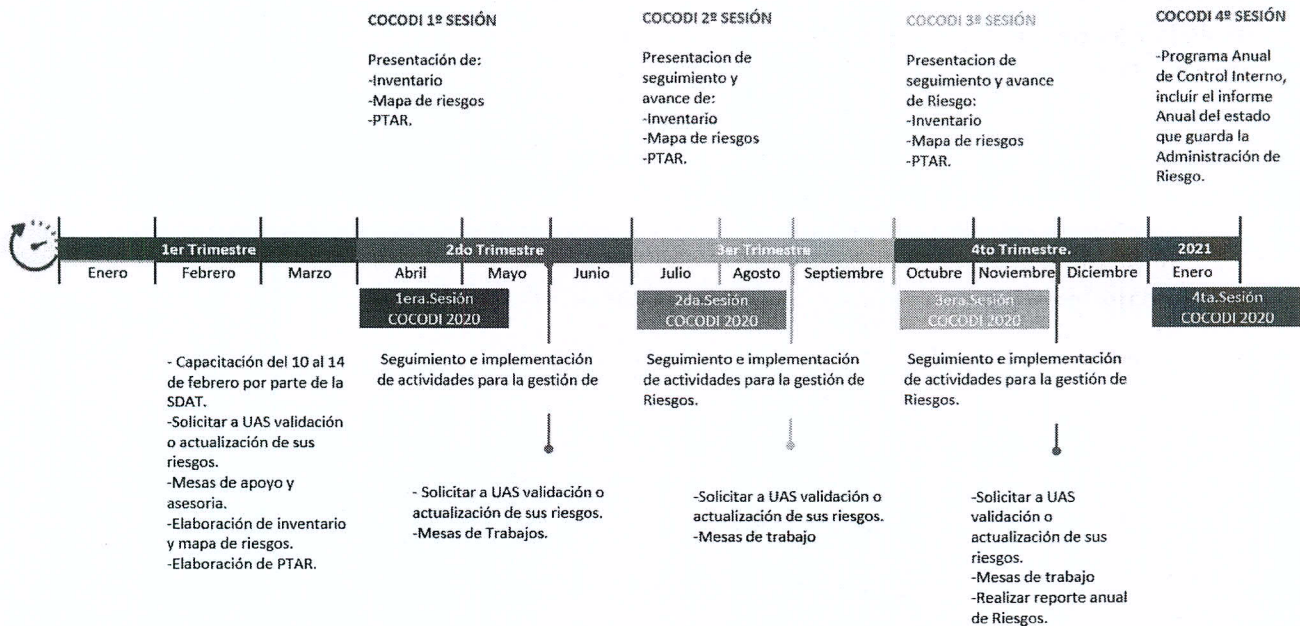 COCODI 1º SESIÓN
Presentación de:
-Inventario
-Mapa de riesgos
-PTAR.
COCODI 2º SESIÓN
Presentacion de
seguimiento y
avance de:
-Inventario
-Mapa de riesgos
-PTAR.
COCODI 3º SESIÓN
Presentacion de
seguimiento y avance
de Riesgo:
-Inventario
-Mapa de riesgos
-PTAR.
COCODI 4º SESIÓN
-Programa Anual
de Control Interno,
incluir el informe
Anual del estado
que guarda la
Administración de
Riesgo.
1er Trimestre
2do Trimestre
3er Trimestre
4to Trimestre.
2021
Enero
Febrero
Marzo
Abril
Mayo
Junio
Julio
Agosto
Septiembre
Octubre
Noviembre
Diciembre
Enero
1era.Sesión
COCODI 2020
2da.Sesión
COCODI 2020
3era.Sesión
COCODI 2020
4ta.Sesión
COCODI 2020
- Capacitación del 10 al 14
de febrero por parte de la
SDAT.
-Solicitar a UAS validación
o actualización de sus
riesgos.
-Mesas de apoyo y
asesoria.
-Elaboración de inventario
y mapa de riesgos.
-Elaboración de PTAR.
Seguimiento e implementación
de actividades para la gestión de
- Solicitar a UAS validación o
actualización de sus riesgos.
-Mesas de Trabajos.
Seguimiento e implementación
de actividades para la gestión de
Riesgos.
-Solicitar a UAS validación o
actualización de sus riesgos.
-Mesas de trabajo
Seguimiento e implementación
de actividades para la gestión de
Riesgos.
-Solicitar a UAS
validación o
actualización de sus
riesgos.
-Mesas de trabajo
-Realizar reporte anual
de Riesgos.